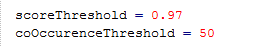 scoreThreshold = 0.97
coOccurenceThreshold = 50